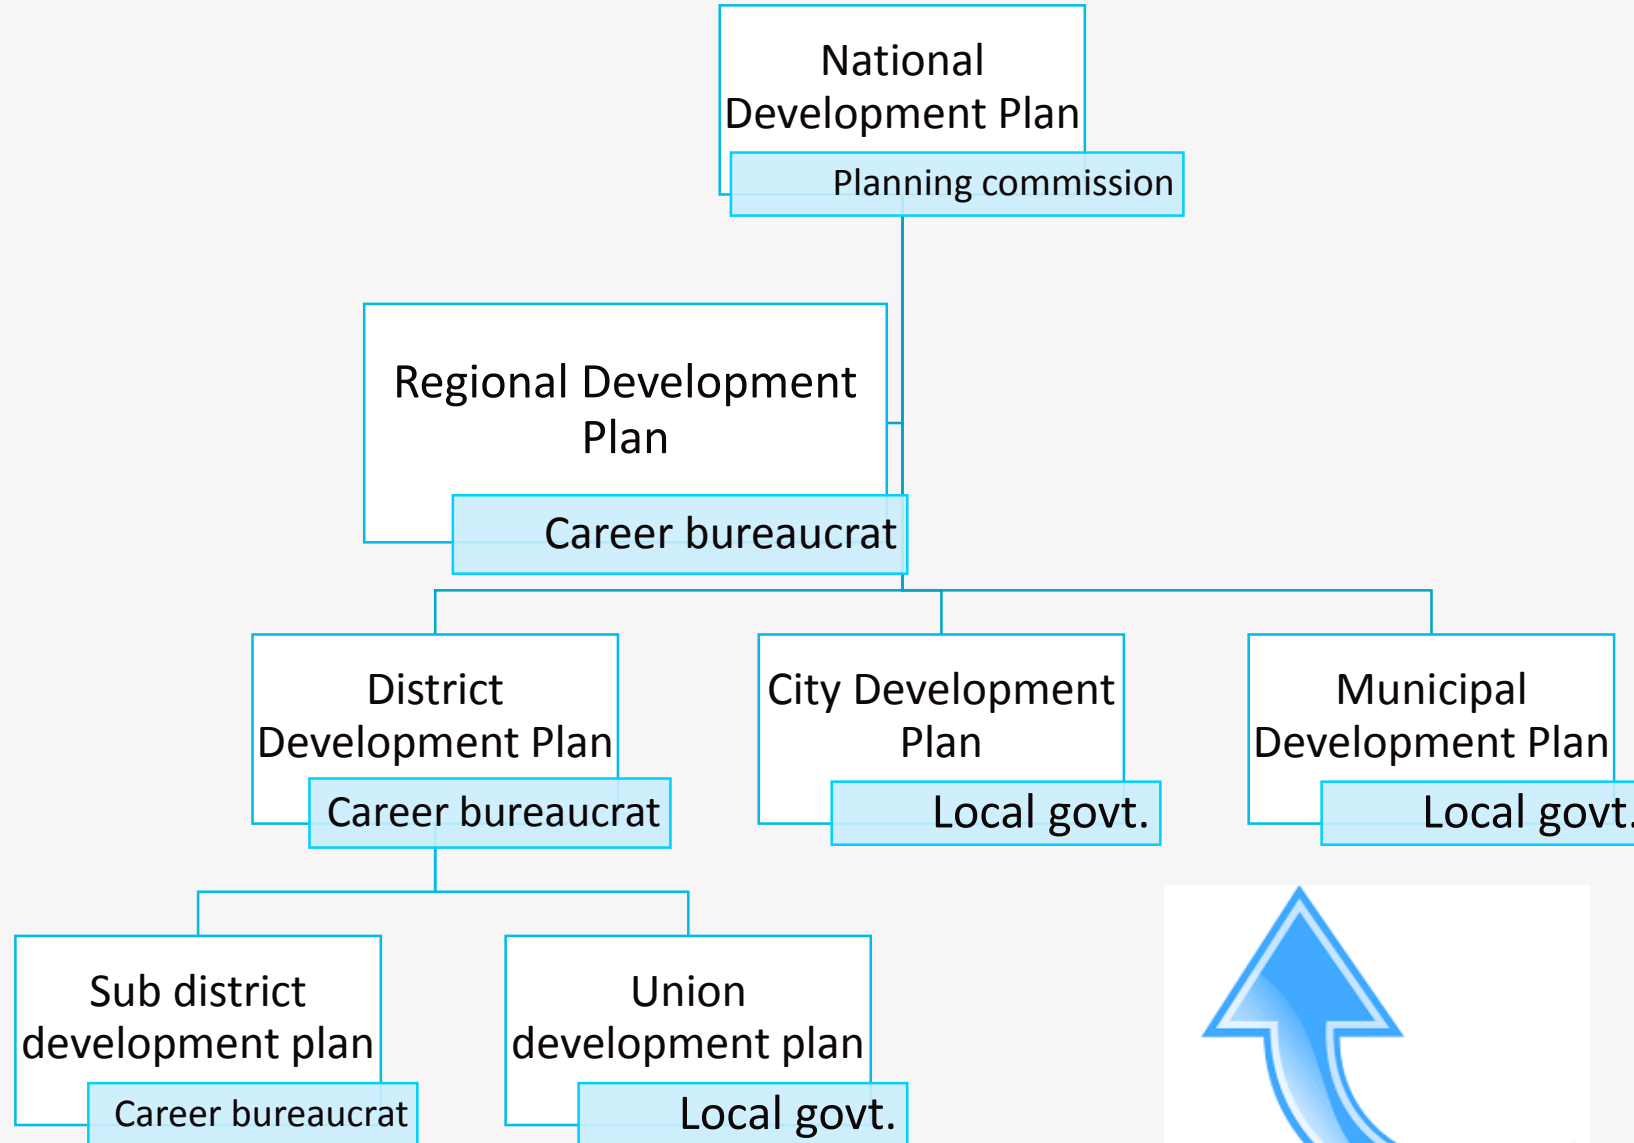 National
Development Plan
Planning commission
Regional Development
Plan
Career bureaucrat
District
Development Plan
Career bureaucrat
City Development
Plan
Local govt.
Municipal
Development Plan
Local govt.
Sub district
development plan
Career bureaucrat
Union
development plan
Local govt.